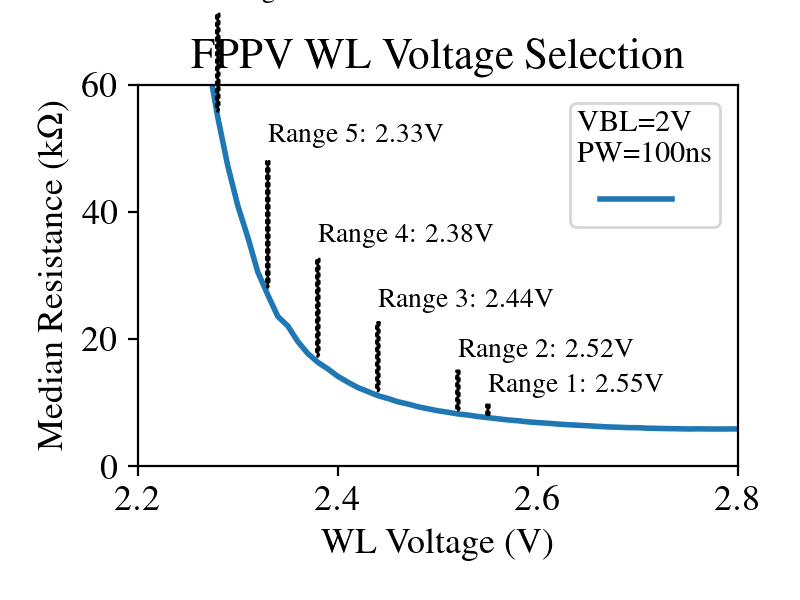 FPPV WL Voltage Selection
60
40
20
0
Median Resistance (kΩ)
Range 5: 2.33V
Range 4: 2.38V
Range 3: 2.44V
Range 2: 2.52V
Range 1: 2.55V
VBL=2V
PW=100ns
2.2
2.4
2.6
2.8
WL Voltage (V)